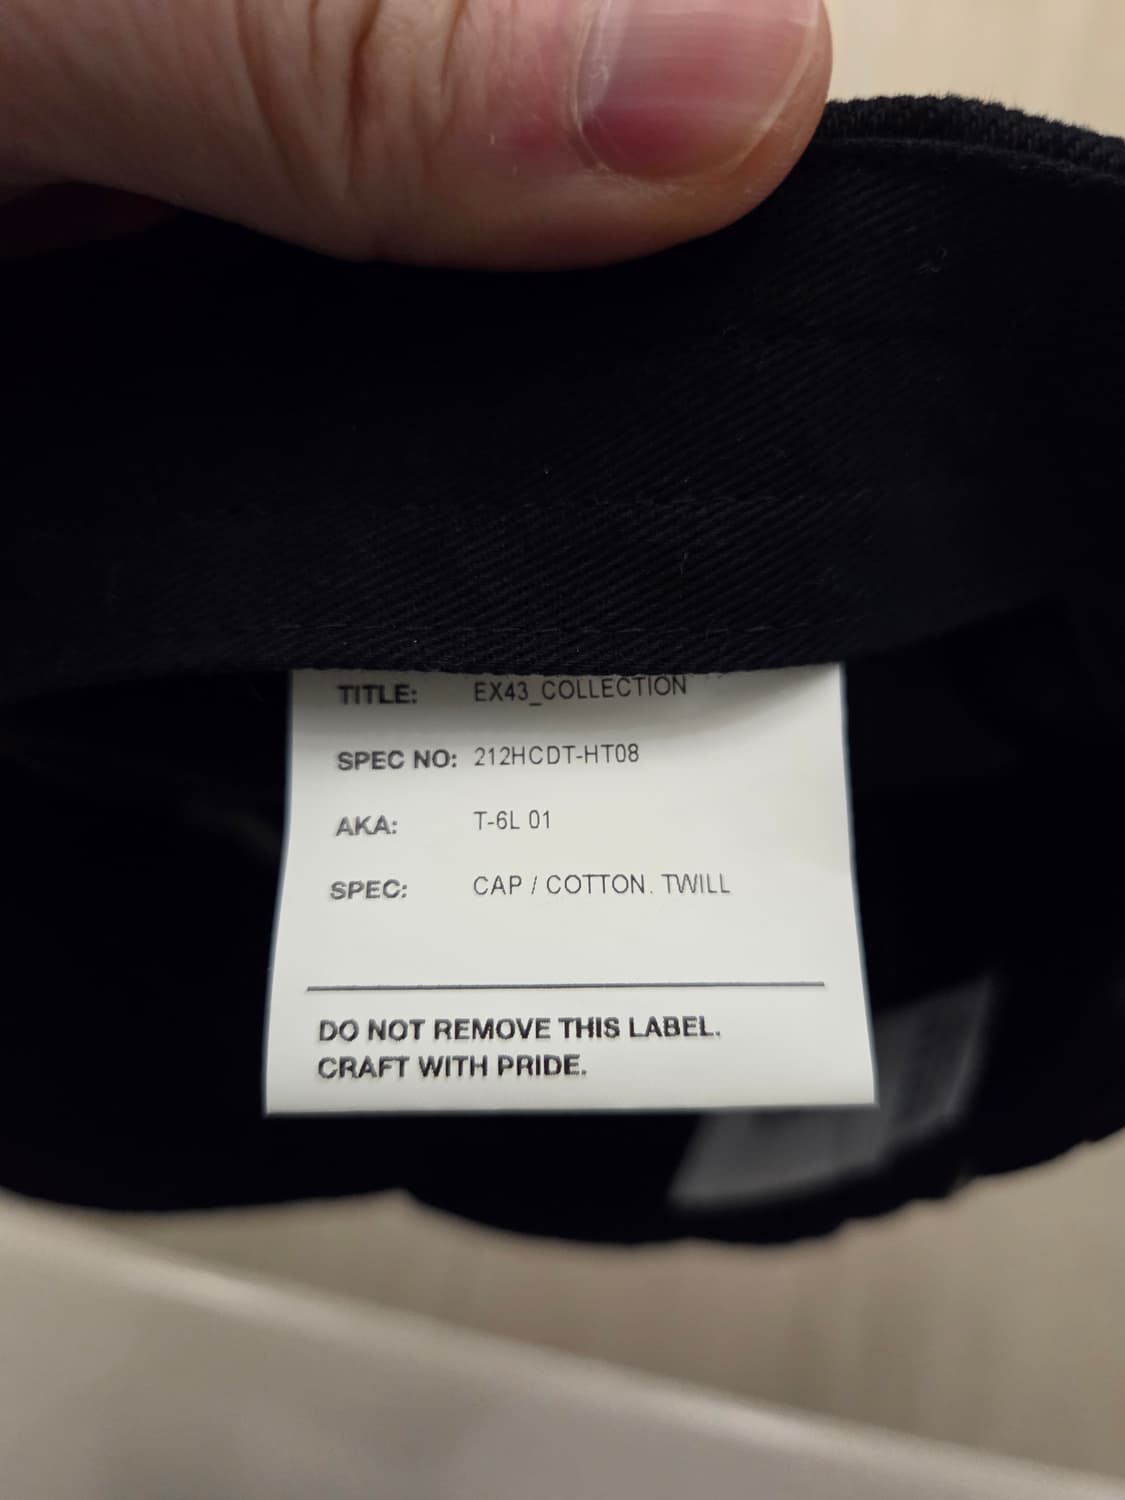 TITLE: EX43_COLLECTION
SPEC NO: 212HCDT-HT08
AKA: T-6L 01
SPEC: CAP / COTTON. TWILL
DO NOT REMOVE THIS LABEL.
CRAFT WITH PRIDE.